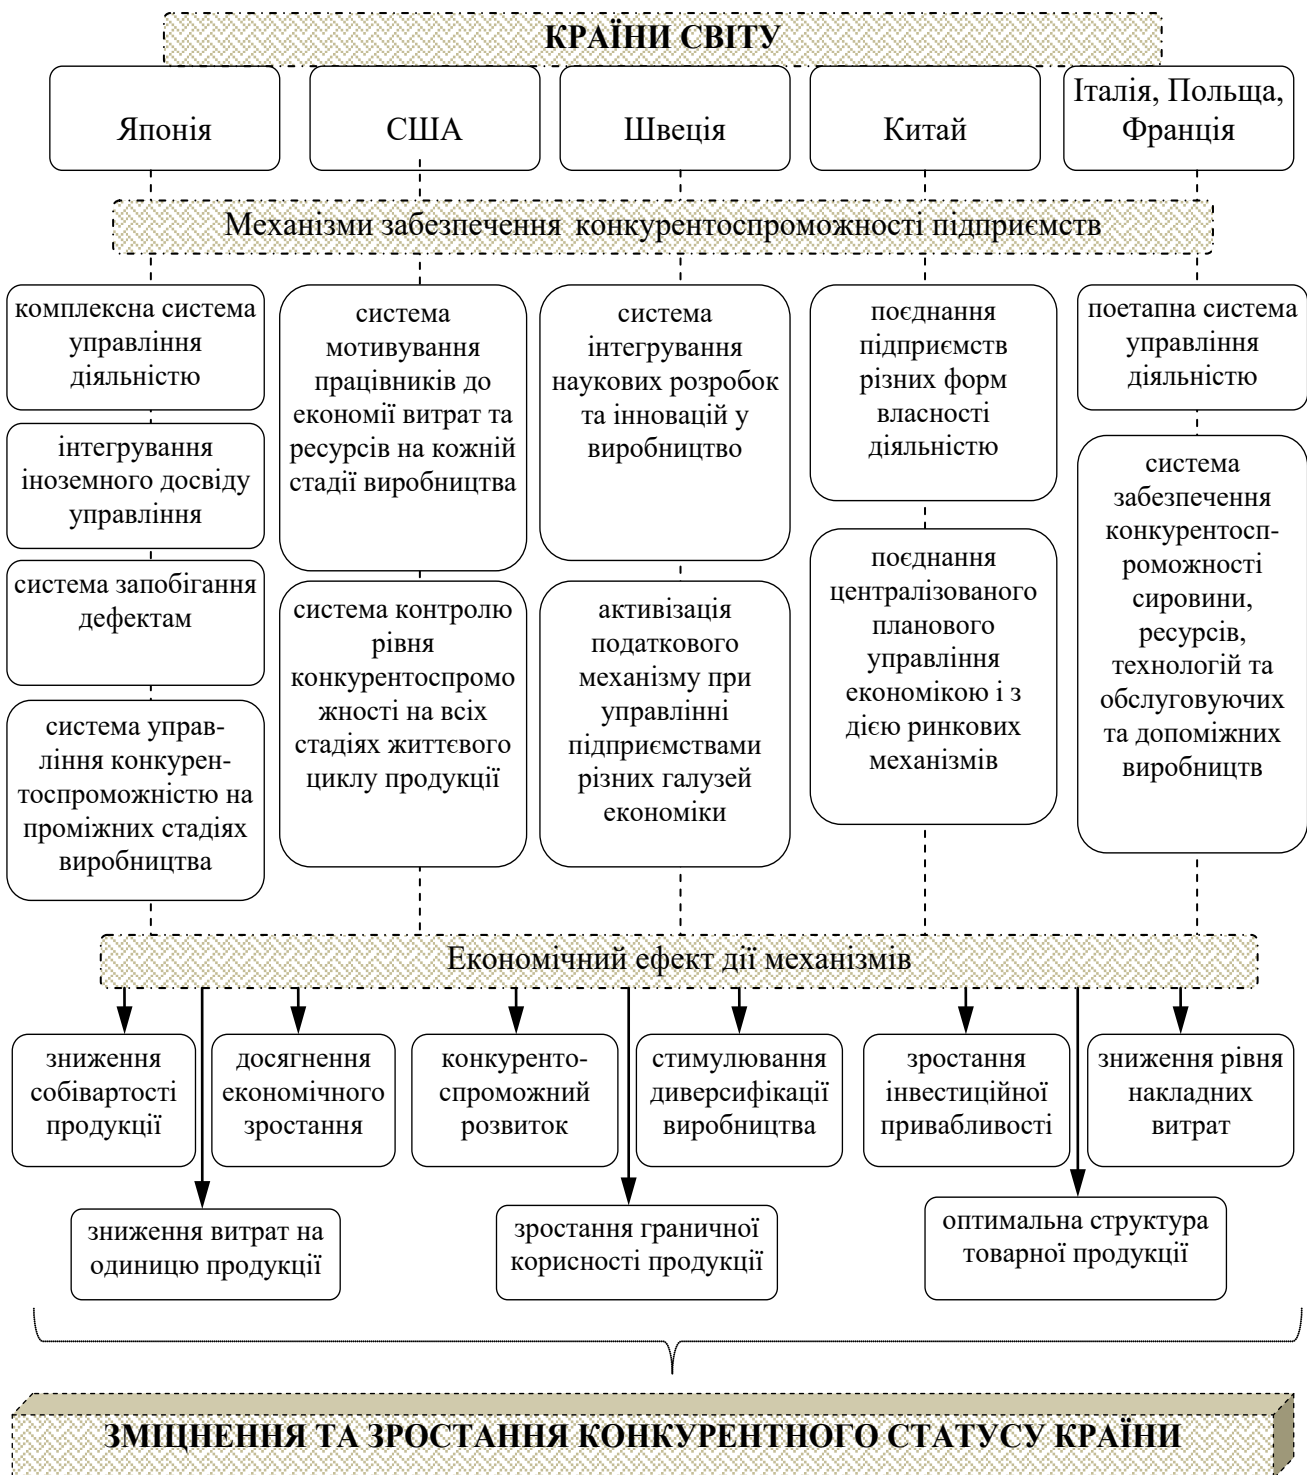 КРАЇНИ СВІТУ
Японія
США
Швеція
Китай
Італія, Польща,
Франція
Механізми забезпечення конкурентоспроможності підприємств
комплексна система
управління
діяльністю
інтегрування
іноземного досвіду
управління
система запобігання
дефектам
система управ-
ління конкурен-
тоспроможністю на
проміжних стадіях
виробництва
система
мотивування
працівників до
економії витрат та
ресурсів на кожній
стадії виробництва
система контролю
рівня
конкурентоспромо
жності на всіх
стадіях життєвого
циклу продукції
система
інтегрування
наукових розробок
та інновацій у
виробництво
активізація
податкового
механізму при
управлінні
підприємствами
різних галузей
економіки
поєднання
підприємств
різних форм
власності
діяльністю
поєднання
централізованого
планового
управління
економікою і з
дією ринкових
механізмів
поетапна система
управління
діяльністю
система
забезпечення
конкурентосп-
роможності
сировини,
ресурсів,
технологій та
обслуговуючих
та допоміжних
виробництв
Економічний ефект дії механізмів
зниження
собівартості
продукції
досягнення
економічного
зростання
конкуренто-
спроможний
розвиток
стимулювання
диверсифікації
виробництва
зростання
інвестиційної
привабливості
зниження рівня
накладних
витрат
зниження витрат на
одиницю продукції
зростання граничної
корисності продукції
оптимальна структура
товарної продукції
ЗМІЦНЕННЯ ТА ЗРОСТАННЯ КОНКУРЕНТНОГО СТАТУСУ КРАЇНИ